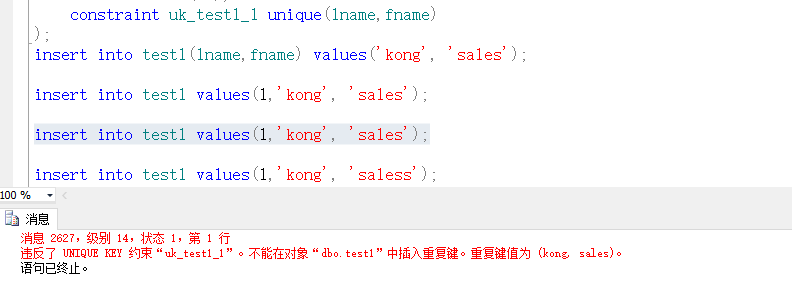 constraint uk_test1_1 unique(lname,fname)
);
insert into test1(lname,fname) values('kong', 'sales');
insert into test1 values(1,'kong', 'sales');
insert into test1 values(1,'kong', 'sales');
insert into test1 values(1,'kong', 'saless');
100 %
消息
消息 2627，级别 14，状态 1，第 1 行
违反了 UNIQUE KEY 约束“uk_test1_1”。不能在对象“dbo.test1”中插入重复键。重复键值为 (kong, sales)。
语句已终止。